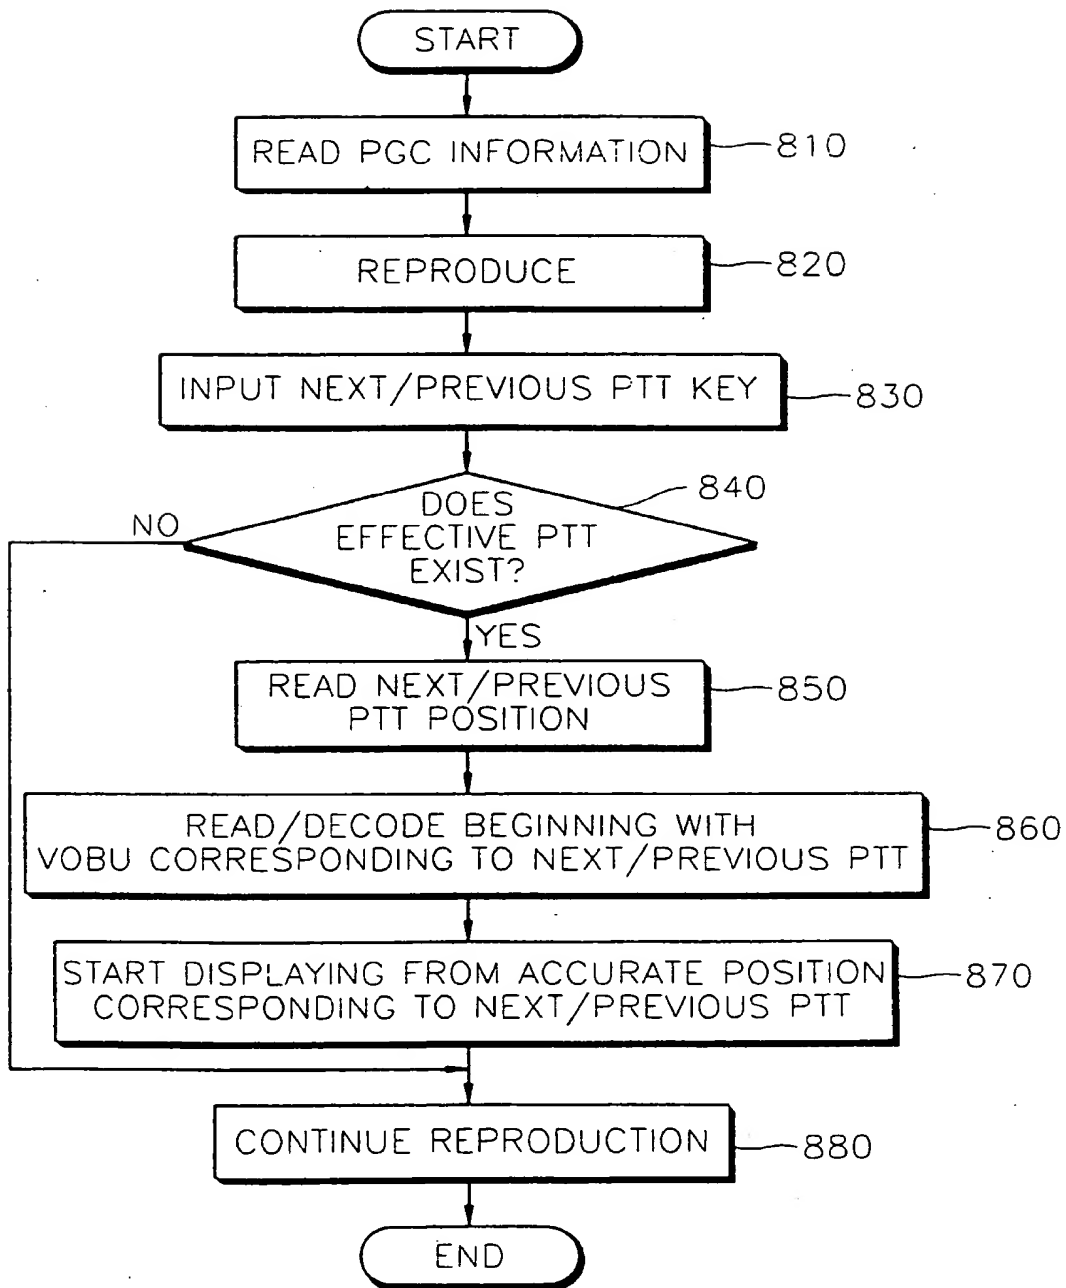 START
READ PGC INFORMATION
810
REPRODUCE
820
INPUT NEXT/PREVIOUS PTT KEY
830
840
DOES
EFFECTIVE PTT
EXIST?
NO
YES
READ NEXT/PREVIOUS
PTT POSITION
850
READ/DECODE BEGINNING WITH
VOBU CORRESPONDING TO NEXT/PREVIOUS PTT
860
START DISPLAYING FROM ACCURATE POSITION
CORRESPONDING TO NEXT/PREVIOUS PTT
870
CONTINUE REPRODUCTION
880
END